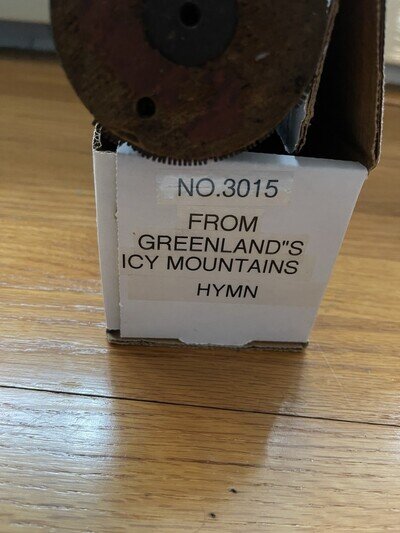 NO.3015
FROM
GREENLAND"S
ICY MOUNTAINS
HYMN